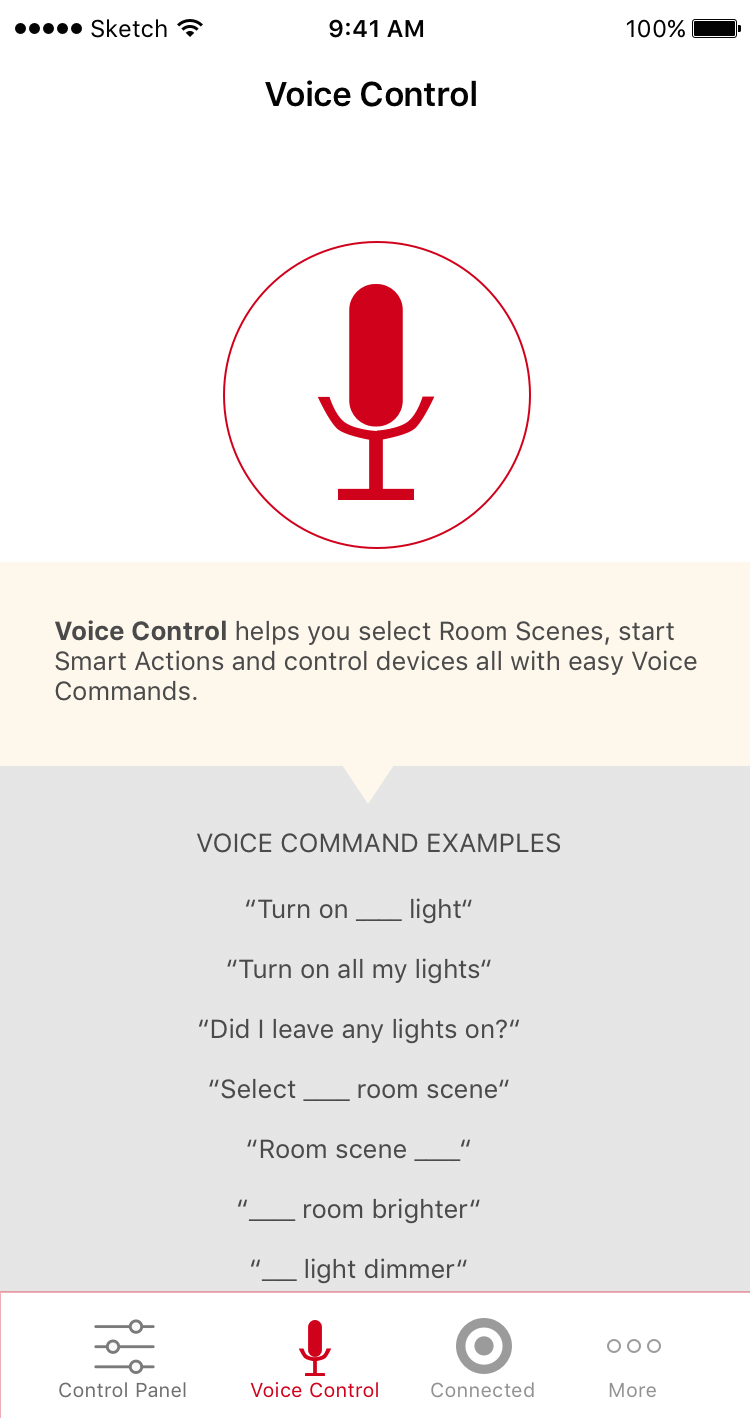 Sketch 9:41 AM 100%
Voice Control
Voice Control helps you select Room Scenes, start
Smart Actions and control devices all with easy Voice
Commands.
VOICE COMMAND EXAMPLES
“Turn on ____ light“
“Turn on all my lights“
“Did I leave any lights on?“
“Select ____ room scene“
“Room scene ____“
“____ room brighter“
“___ light dimmer“
Control Panel Voice Control Connected More